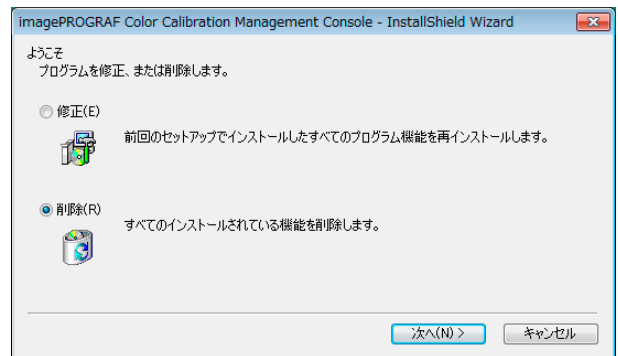 imagePROGRAF Color Calibration Management Console - InstallShield Wizard
ようこそ
プログラムを修正、または削除します。
修正(E)
前回のセットアップでインストールしたすべてのプログラム機能を再インストールします。
削除(R)
すべてのインストールされている機能を削除します。
次へ(N) >
キャンセル